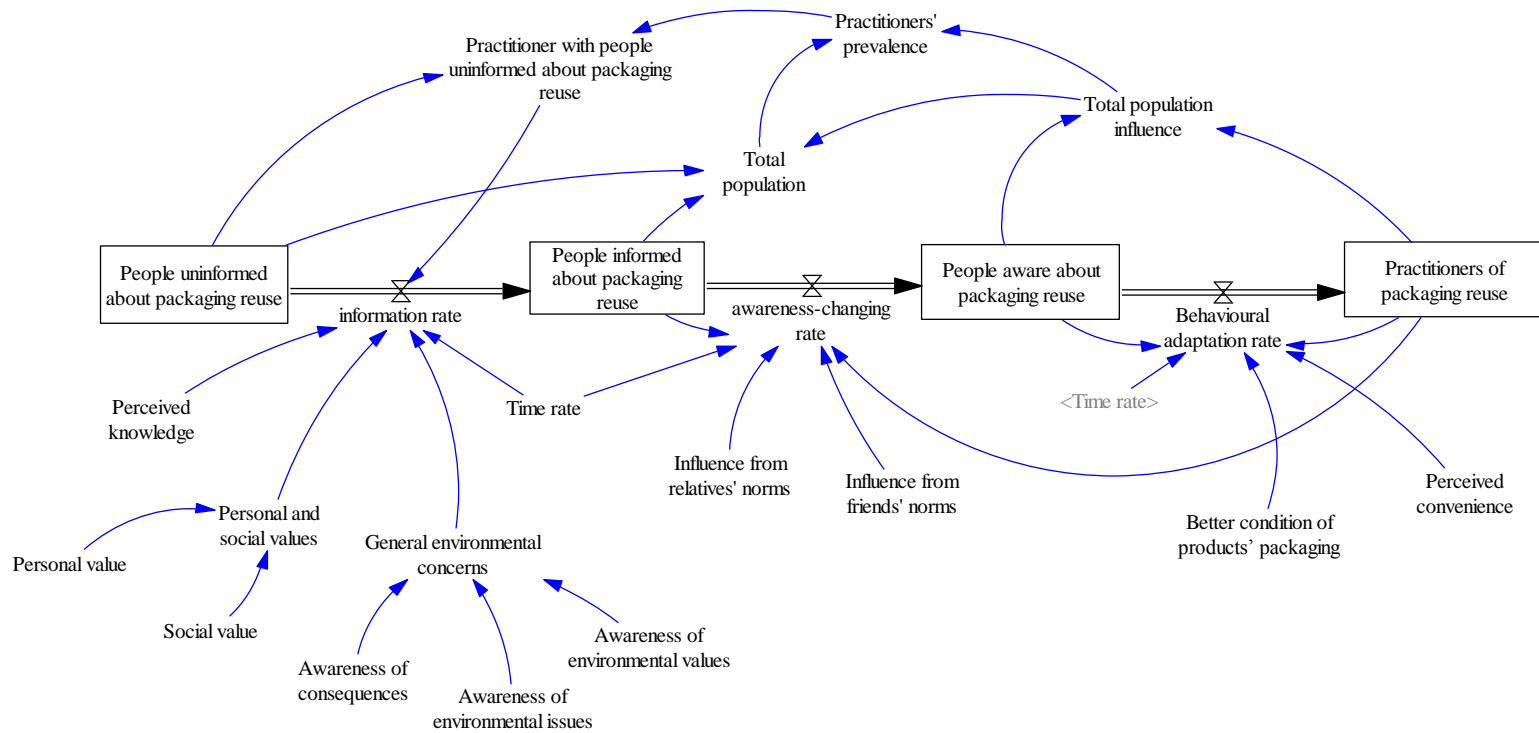 Practitioners'
prevalence
Practitioner with people
uninformed about packaging
reuse
Total population
influence
Total
population
People uninformed
about packaging reuse
People informed
about packaging
reuse
People aware about
packaging reuse
Practitioners of
packaging reuse
information rate
awareness-changing
rate
Behavioural
adaptation rate
Perceived
knowledge
Time rate
<Time rate>
Influence from
relatives' norms
Influence from
friends' norms
Better condition of
products’ packaging
Perceived
convenience
Personal and
social values
Personal value
Social value
General environmental
concerns
Awareness of
consequences
Awareness of
environmental issues
Awareness of
environmental values